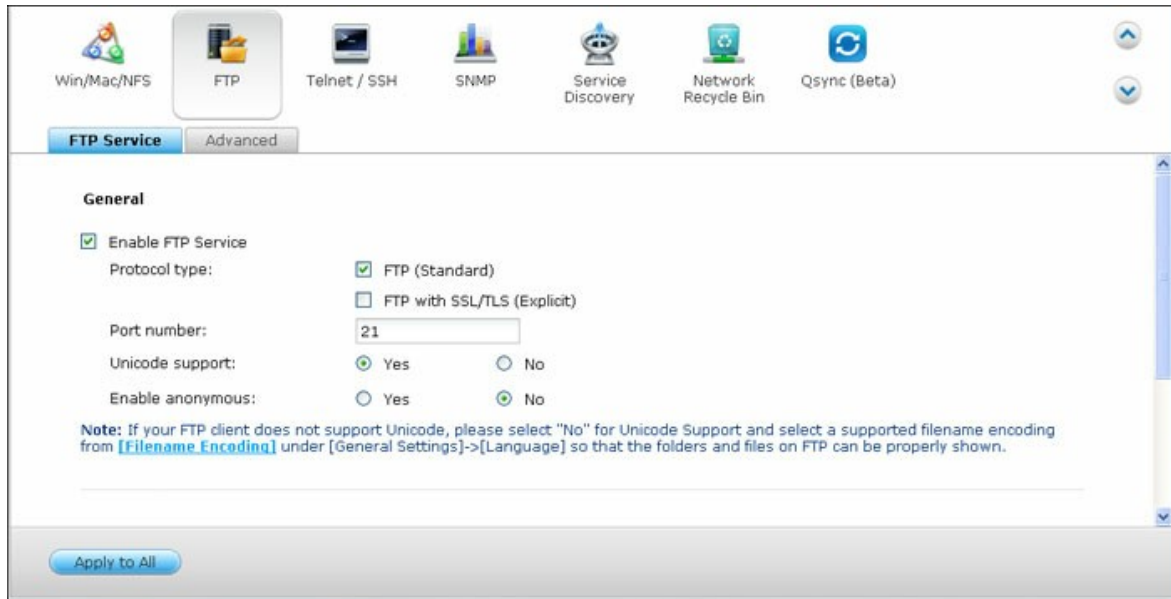 Win/Mac/NFS
FTP
Telnet / SSH
SNMP
Service
Discovery
Network
Recycle Bin
Qsync (Beta)
FTP Service
Advanced
General
Enable FTP Service
Protocol type:
FTP (Standard)
FTP with SSL/TLS (Explicit)
Port number:
21
Unicode support:
Yes
No
Enable anonymous:
Yes
No
Note: If your FTP client does not support Unicode, please select "No" for Unicode Support and select a supported filename encoding
from [Filename Encoding] under [General Settings]->[Language] so that the folders and files on FTP can be properly shown.
Apply to All